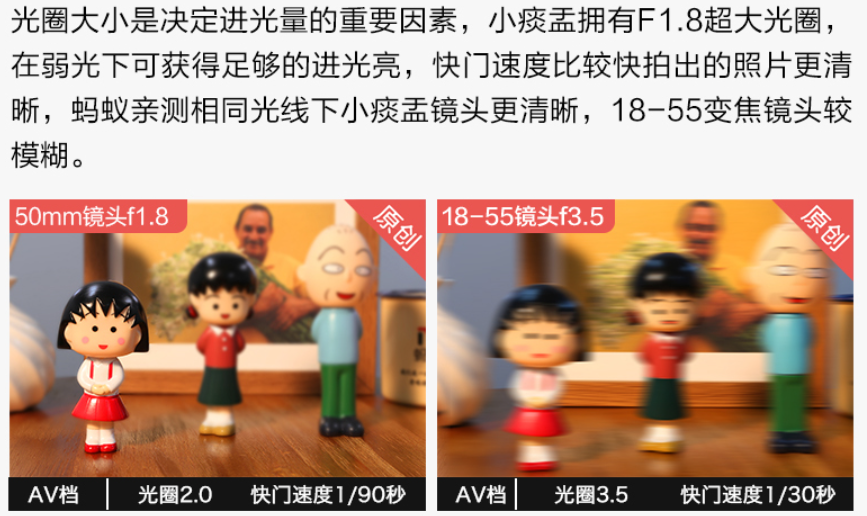 光圈大小是决定进光量的重要因素，小痰盂拥有F1.8超大光圈，
在弱光下可获得足够的进光亮，快门速度比较快拍出的照片更清
晰，蚂蚁亲测相同光线下小痰盂镜头更清晰，18-55变焦镜头较
模糊。
50mm镜头f1.8
原创
18-55镜头f3.5
原创
AV档
光圈2.0
快门速度1/90秒
AV档
光圈3.5
快门速度1/30秒